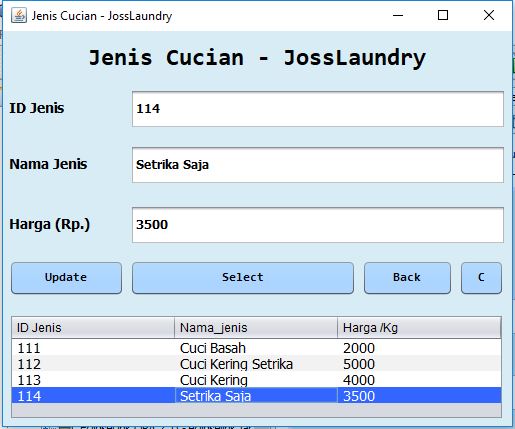 Jenis Cucian - JossLaundry
Jenis Cucian - JossLaundry
ID Jenis 114
Nama Jenis Setrika Saja
Harga (Rp.) 3500
Update Select Back C
ID Jenis Nama_jenis Harga /Kg
111 Cuci Basah 2000
112 Cuci Kering Setrika 5000
113 Cuci Kering 4000
114 Setrika Saja 3500